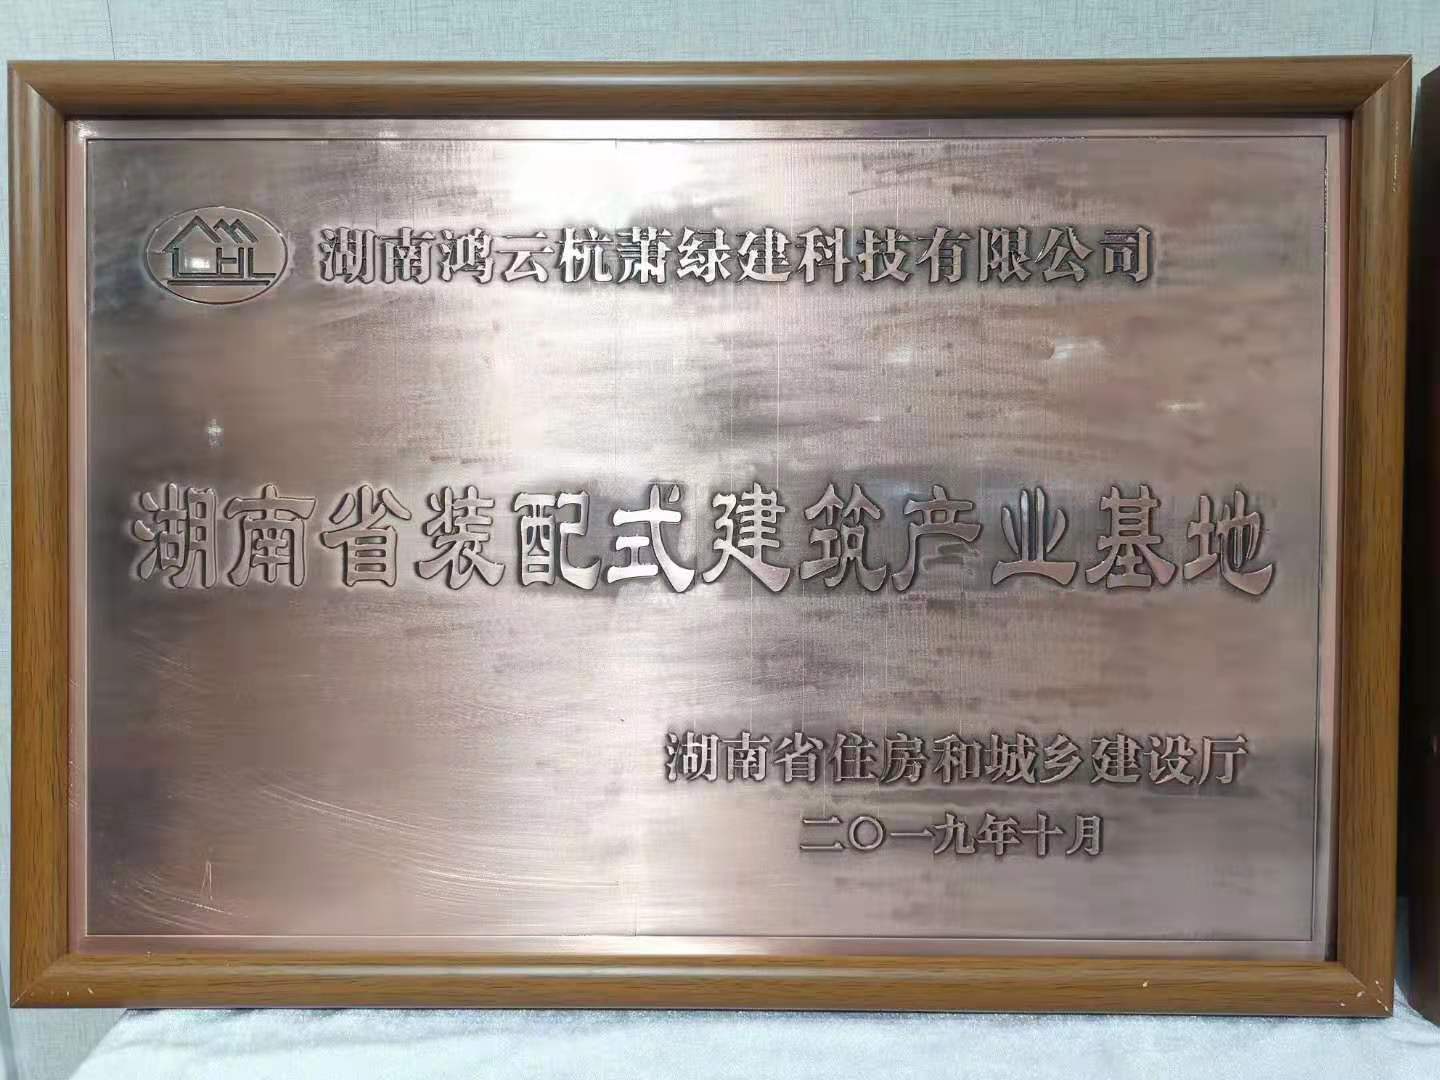 湖南鸿云杭萧绿建科技有限公司
湖南省装配式建筑产业基地
湖南省住房和城乡建设厅
二〇一九年十月